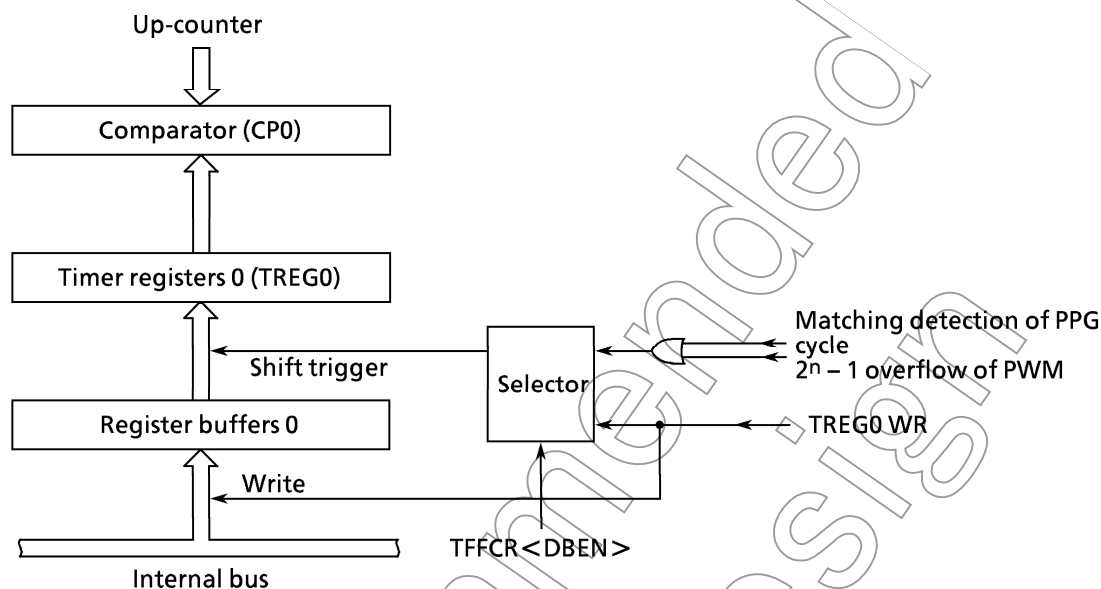 Up-counter
Comparator (CP0)
Timer registers 0 (TREG0)
Matching detection of PPG
cycle
2ⁿ – 1 overflow of PWM
Shift trigger
Selector
Register buffers 0
TREG0 WR
Write
TFFCR<DBEN>
Internal bus